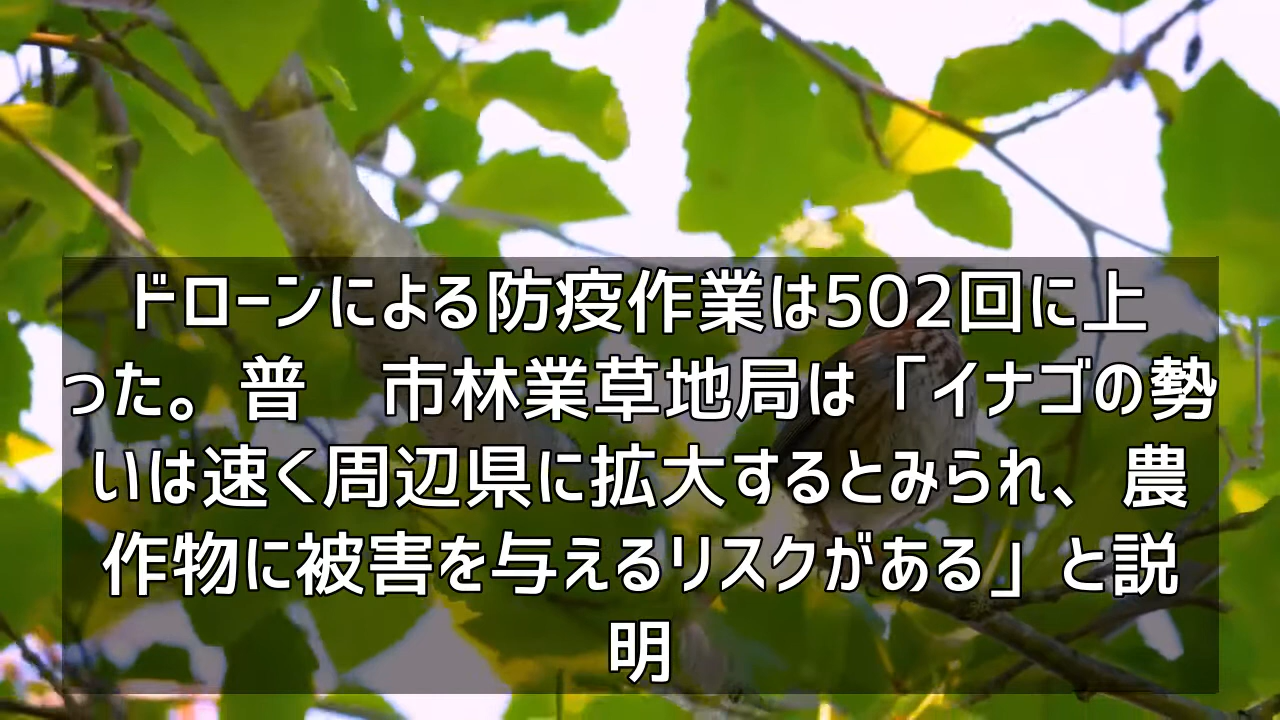 ドローンによる防疫作業は502回に上
った。普　市林業草地局は「イナゴの勢
いは速く周辺県に拡大するとみられ、農
作物に被害を与えるリスクがある」と説
明